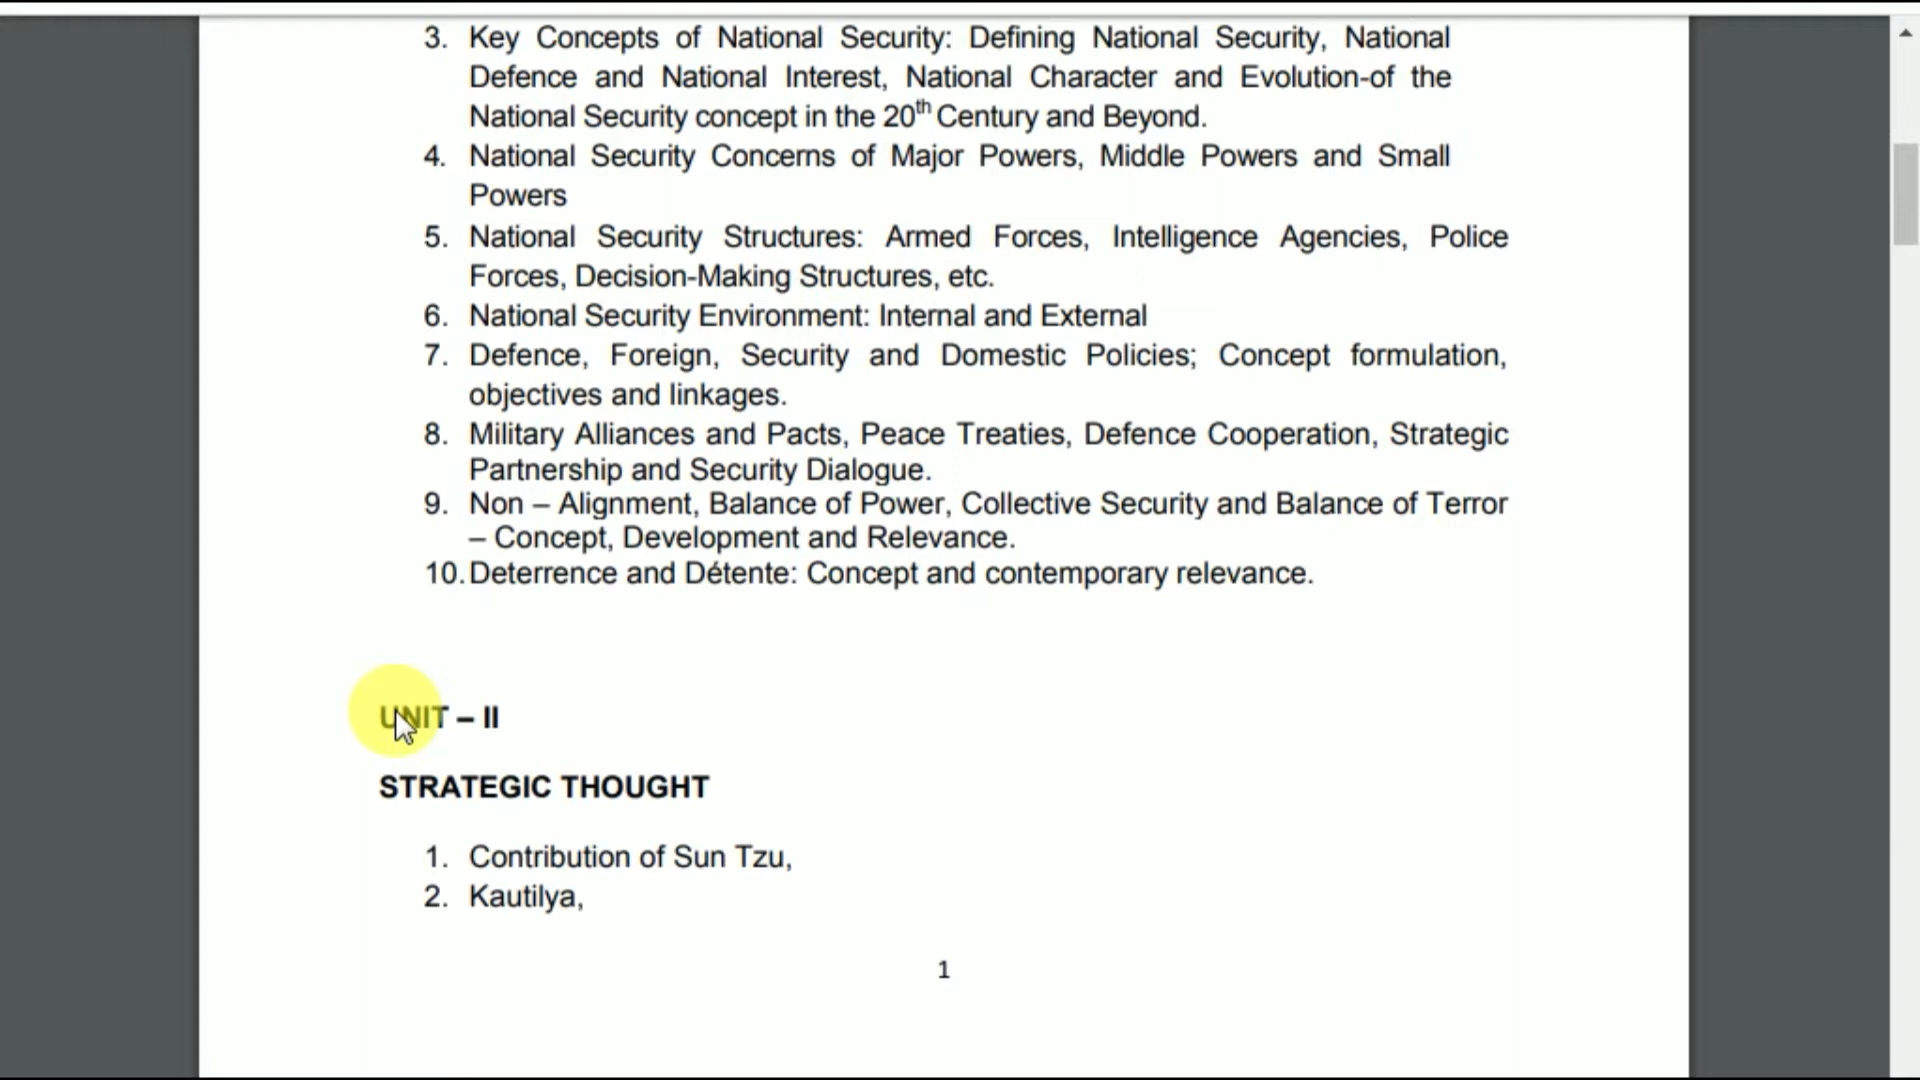 3. Key Concepts of National Security: Defining National Security, National
Defence and National Interest, National Character and Evolution-of the
National Security concept in the 20th Century and Beyond.
4. National Security Concerns of Major Powers, Middle Powers and Small
Powers
5. National Security Structures: Armed Forces, Intelligence Agencies, Police
Forces, Decision-Making Structures, etc.
6. National Security Environment: Internal and External
7. Defence, Foreign, Security and Domestic Policies; Concept formulation,
objectives and linkages.
8. Military Alliances and Pacts, Peace Treaties, Defence Cooperation, Strategic
Partnership and Security Dialogue.
9. Non – Alignment, Balance of Power, Collective Security and Balance of Terror
– Concept, Development and Relevance.
10. Deterrence and Détente: Concept and contemporary relevance.
UNIT – II
STRATEGIC THOUGHT
1. Contribution of Sun Tzu,
2. Kautilya,
1